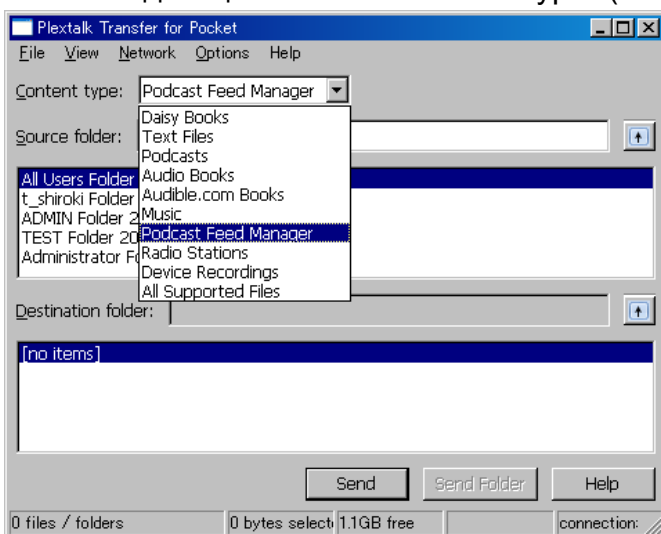 Plextalk Transfer for Pocket
File View Network Options Help
Content type: Podcast Feed Manager
Daisy Books
Source folder: Text Files
Podcasts
Audio Books
All Users Folder
t_shiroki Folder Audible.com Books
ADMIN Folder 2 Music
TEST Folder 20 Podcast Feed Manager
Administrator Radio Stations
Device Recordings
All Supported Files
Destination folder:
[no items]
Send Send Folder Help
0 files / folders 0 bytes 1.1GB free connection: